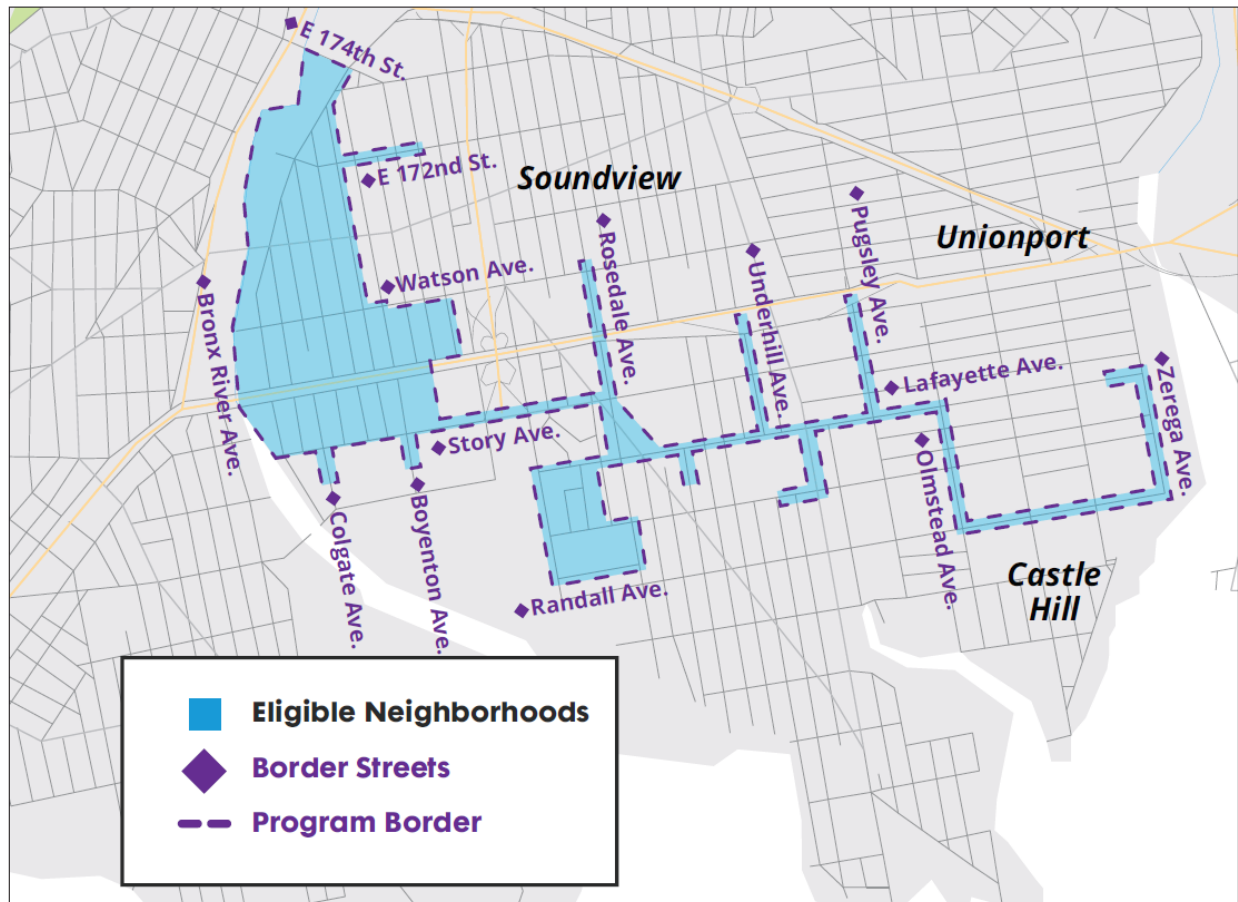 E 174th St.
E 172nd St.
Soundview
Rosedale Ave.
Pugsley Ave.
Unionport
Underhill Ave.
Watson Ave.
Bronx River Ave.
Lafayette Ave.
Zerega Ave.
Story Ave.
Olmstead Ave.
Colgate Ave.
Boyenton Ave.
Randall Ave.
Castle
Hill
Eligible Neighborhoods
Border Streets
Program Border